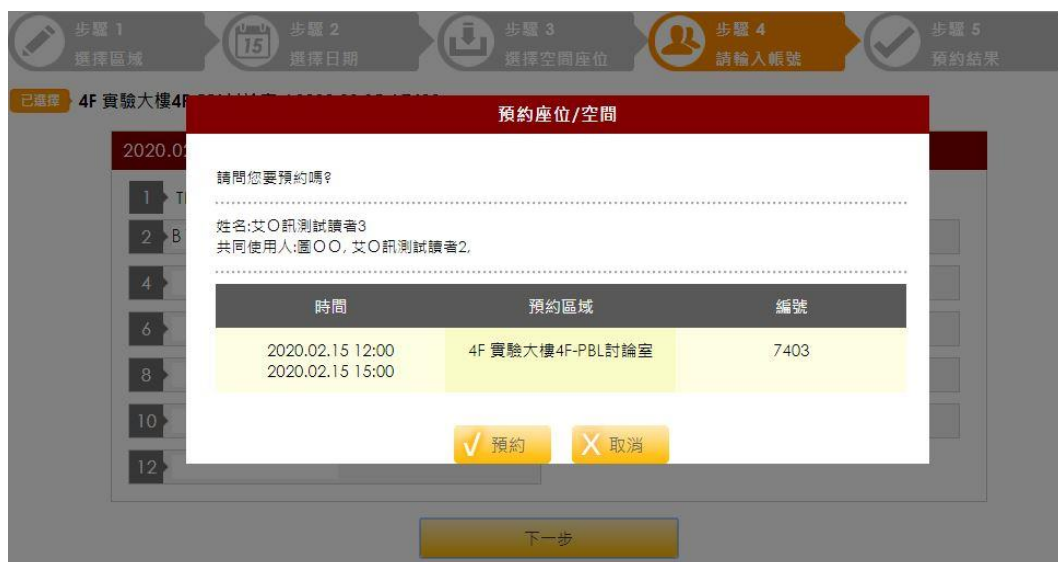 步驟 1
選擇區域
15
步驟 2
選擇日期
步驟 3
選擇空間座位
步驟 4
請輸入帳號
步驟 5
預約結果
已選擇 4F 實驗大樓4F
預約座位/空間
2020.02
請問您要預約嗎?
1
2 B
姓名:艾O訊測試讀者3
共同使用人:圖OO, 艾O訊測試讀者2,
4
時間 預約區域 編號
6
2020.02.15 12:00 4F 實驗大樓4F-PBL討論室 7403
2020.02.15 15:00
8
10
預約 取消
12
下一步